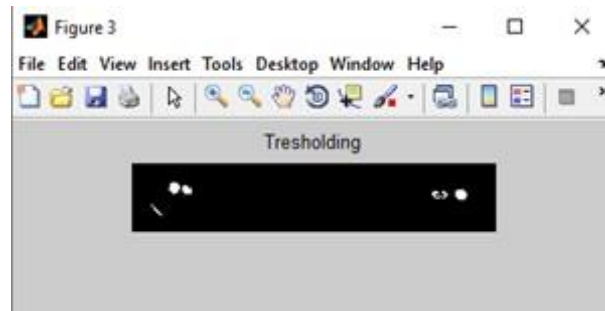 Figure 3
File Edit View Insert Tools Desktop Window Help
Tresholding